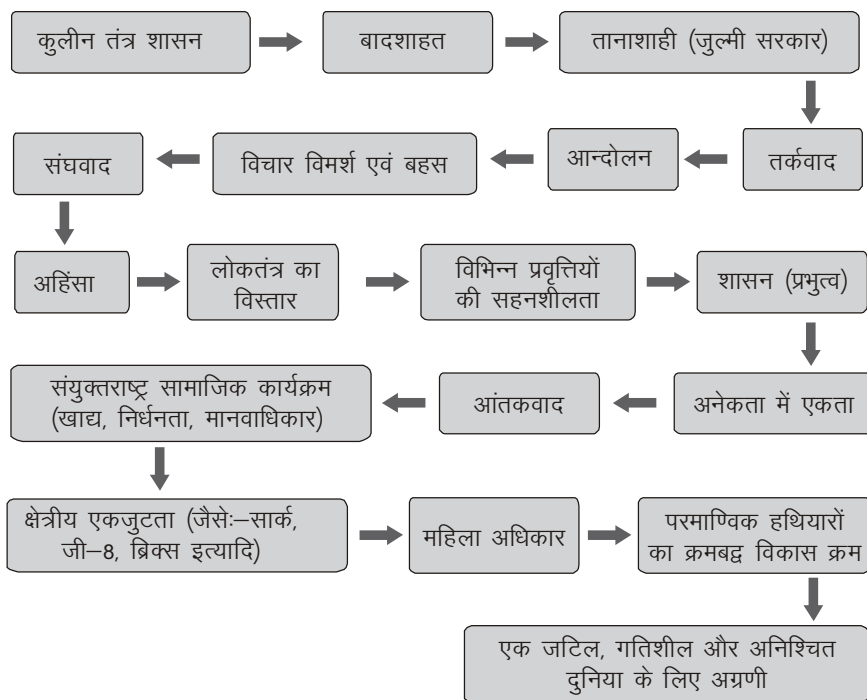 कुलीन तंत्र शासन
बादशाहत
तानाशाही (जुल्मी सरकार)
तर्कवाद
आन्दोलन
विचार विमर्श एवं बहस
संघवाद
अहिंसा
लोकतंत्र का
विस्तार
विभिन्न प्रवृत्तियों
की सहनशीलता
शासन (प्रभुत्व)
अनेकता में एकता
आंतकवाद
संयुक्तराष्ट्र सामाजिक कार्यक्रम
(खाद्य, निर्धनता, मानवाधिकार)
क्षेत्रीय एकजुटता (जैसेः–सार्क,
जी–8, ब्रिक्स इत्यादि)
महिला अधिकार
परमाण्विक हथियारों
का क्रमबद्व विकास क्रम
एक जटिल, गतिशील और अनिश्चित
दुनिया के लिए अग्रणी